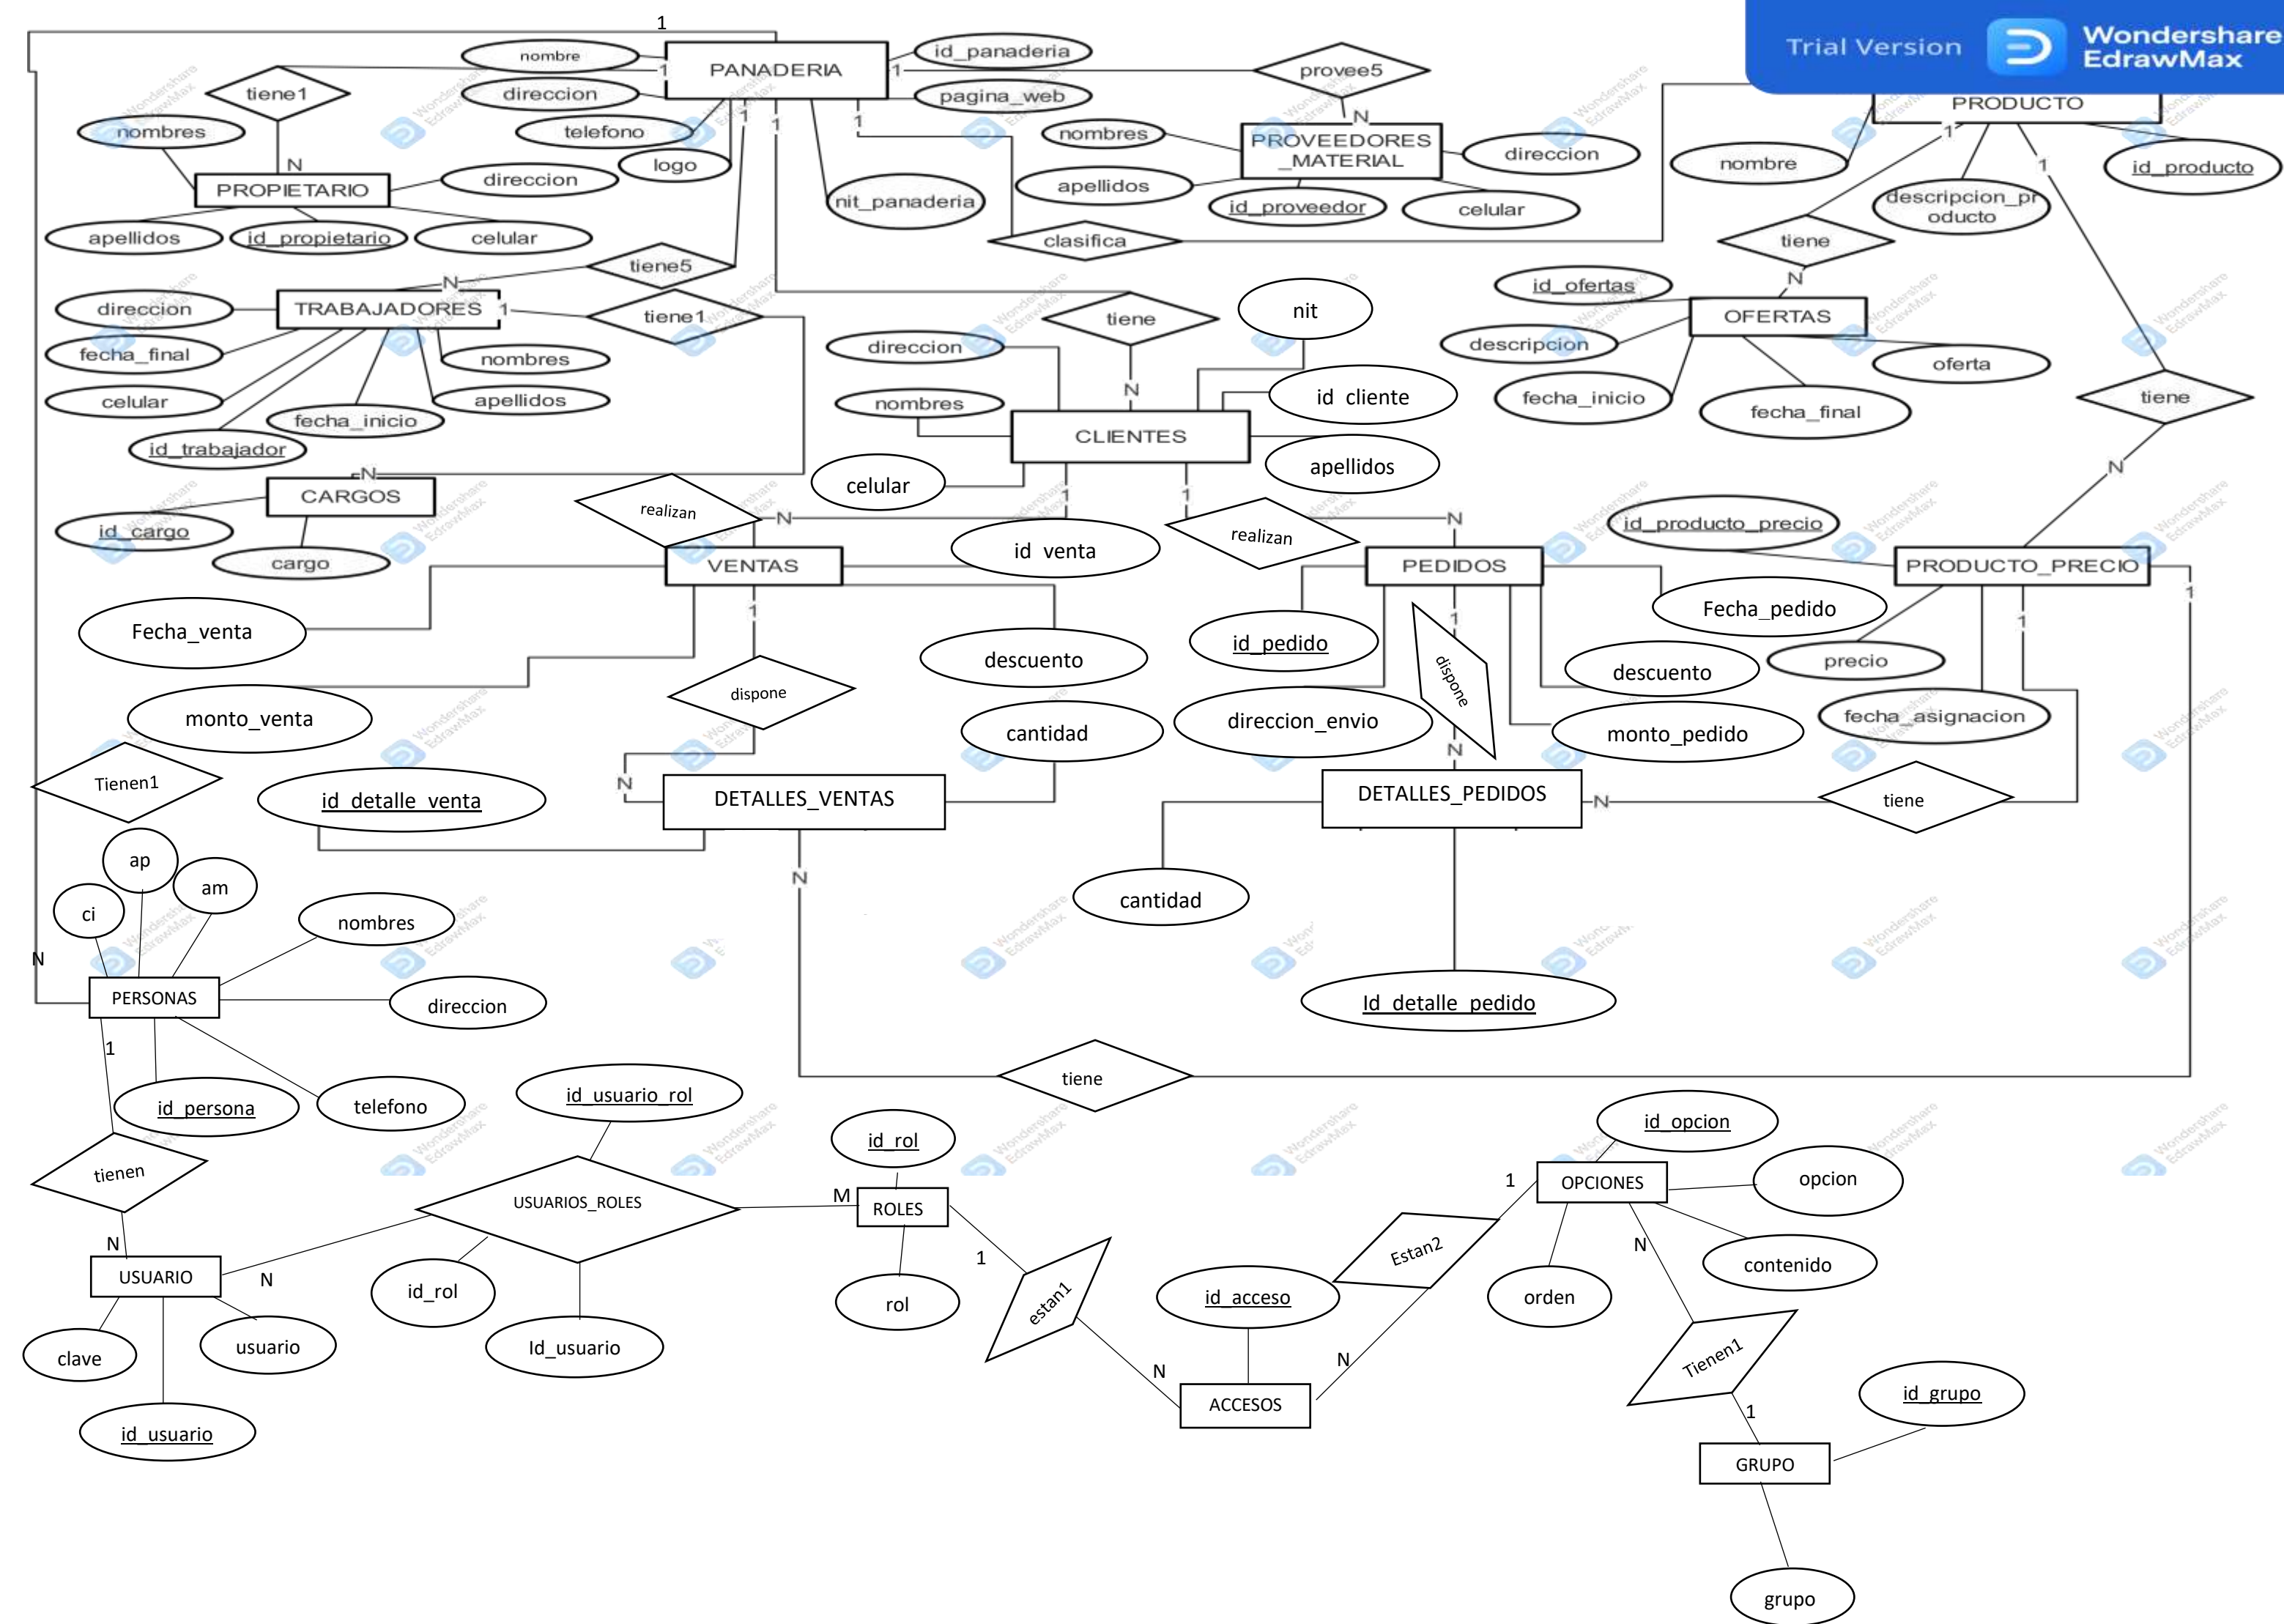 1
Trial Version
Wondershare
EdrawMax
nombre
PANADERIA
id_panaderia
1
1
provee5
tiene1
direccion
pagina_web
PRODUCTO
nombres
telefono
logo
1
1
1
N
nombres
PROVEEDORES
_MATERIAL
direccion
1
nombre
1
id_producto
N
PROPIETARIO
direccion
apellidos
id_proveedor
celular
nit_panaderia
descripcion_pr
oducto
apellidos
id_propietario
celular
clasifica
tiene
tiene5
N
N
id_ofertas
direccion
TRABAJADORES
1
tiene1
tiene
nit
OFERTAS
fecha_final
nombres
direccion
descripcion
oferta
celular
apellidos
fecha_inicio
N
nombres
id_cliente
fecha_inicio
fecha_final
tiene
id_trabajador
CLIENTES
apellidos
N
CARGOS
celular
1
1
N
id_cargo
realizan
N
realizan
N
id_producto_precio
cargo
id_venta
VENTAS
PEDIDOS
PRODUCTO_PRECIO
Fecha_venta
1
1
Fecha_pedido
1
1
id_pedido
descuento
dispone
descuento
precio
dispone
monto_venta
cantidad
direccion_envio
monto_pedido
fecha_asignacion
N
Tienen1
N
id_detalle_venta
DETALLES_VENTAS
DETALLES_PEDIDOS
N
tiene
ap
am
N
ci
nombres
cantidad
N
PERSONAS
direccion
Id_detalle_pedido
1
id_persona
telefono
id_usuario_rol
tiene
id_rol
id_opcion
tienen
USUARIOS_ROLES
M
ROLES
1
OPCIONES
opcion
N
USUARIO
N
id_rol
1
Estan2
N
contenido
clave
usuario
Id_usuario
rol
estan1
id_acceso
orden
Tienen1
N
N
id_usuario
ACCESOS
1
id_grupo
GRUPO
grupo
Wondershare
EdrawMax